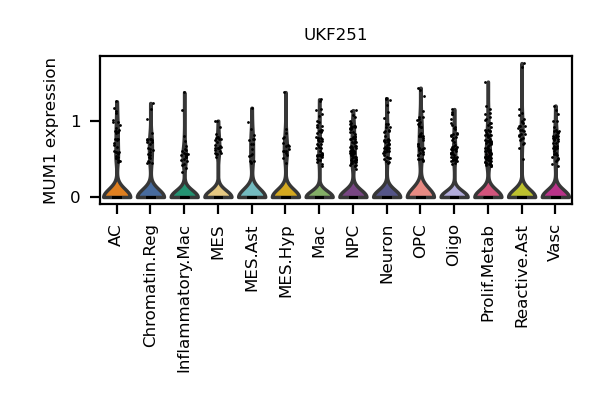 UKF251
MUM1 expression
1
0
AC
Chromatin.Reg
Inflammatory.Mac
MES
MES.Ast
MES.Hyp
Mac
NPC
Neuron
OPC
Oligo
Prolif.Metab
Reactive.Ast
Vasc